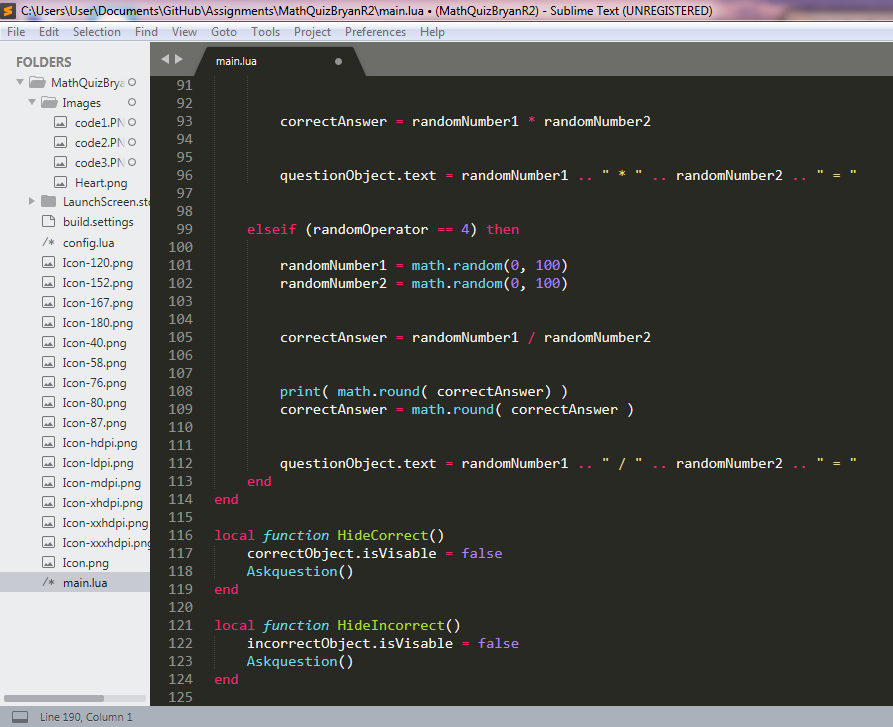 C:\Users\User\Documents\GitHub\Assignments\MathQuizBryanR2\main.lua • (MathQuizBryanR2) - Sublime Text (UNREGISTERED)
File Edit Selection Find View Goto Tools Project Preferences Help
FOLDERS
MathQuizBrya
Images
code1.PN
code2.PN
code3.PN
Heart.png
LaunchScreen.sto
build.settings
/* config.lua
Icon-120.png
Icon-152.png
Icon-167.png
Icon-180.png
Icon-40.png
Icon-58.png
Icon-76.png
Icon-80.png
Icon-87.png
Icon-hdpi.png
Icon-ldpi.png
Icon-mdpi.png
Icon-xhdpi.png
Icon-xxhdpi.png
Icon-xxxhdpi.png
Icon.png
/* main.lua
main.lua
91
92
93 correctAnswer = randomNumber1 * randomNumber2
94
95
96 questionObject.text = randomNumber1 .. " * " .. randomNumber2 .. " = "
97
98
99 elseif (randomOperator == 4) then
100
101 randomNumber1 = math.random(0, 100)
102 randomNumber2 = math.random(0, 100)
103
104
105 correctAnswer = randomNumber1 / randomNumber2
106
107
108 print( math.round( correctAnswer) )
109 correctAnswer = math.round( correctAnswer )
110
111
112 questionObject.text = randomNumber1 .. " / " .. randomNumber2 .. " = "
113 end
114 end
115
116 local function HideCorrect()
117 correctObject.isVisable = false
118 Askquestion()
119 end
120
121 local function HideIncorrect()
122 incorrectObject.isVisable = false
123 Askquestion()
124 end
125
Line 190, Column 1